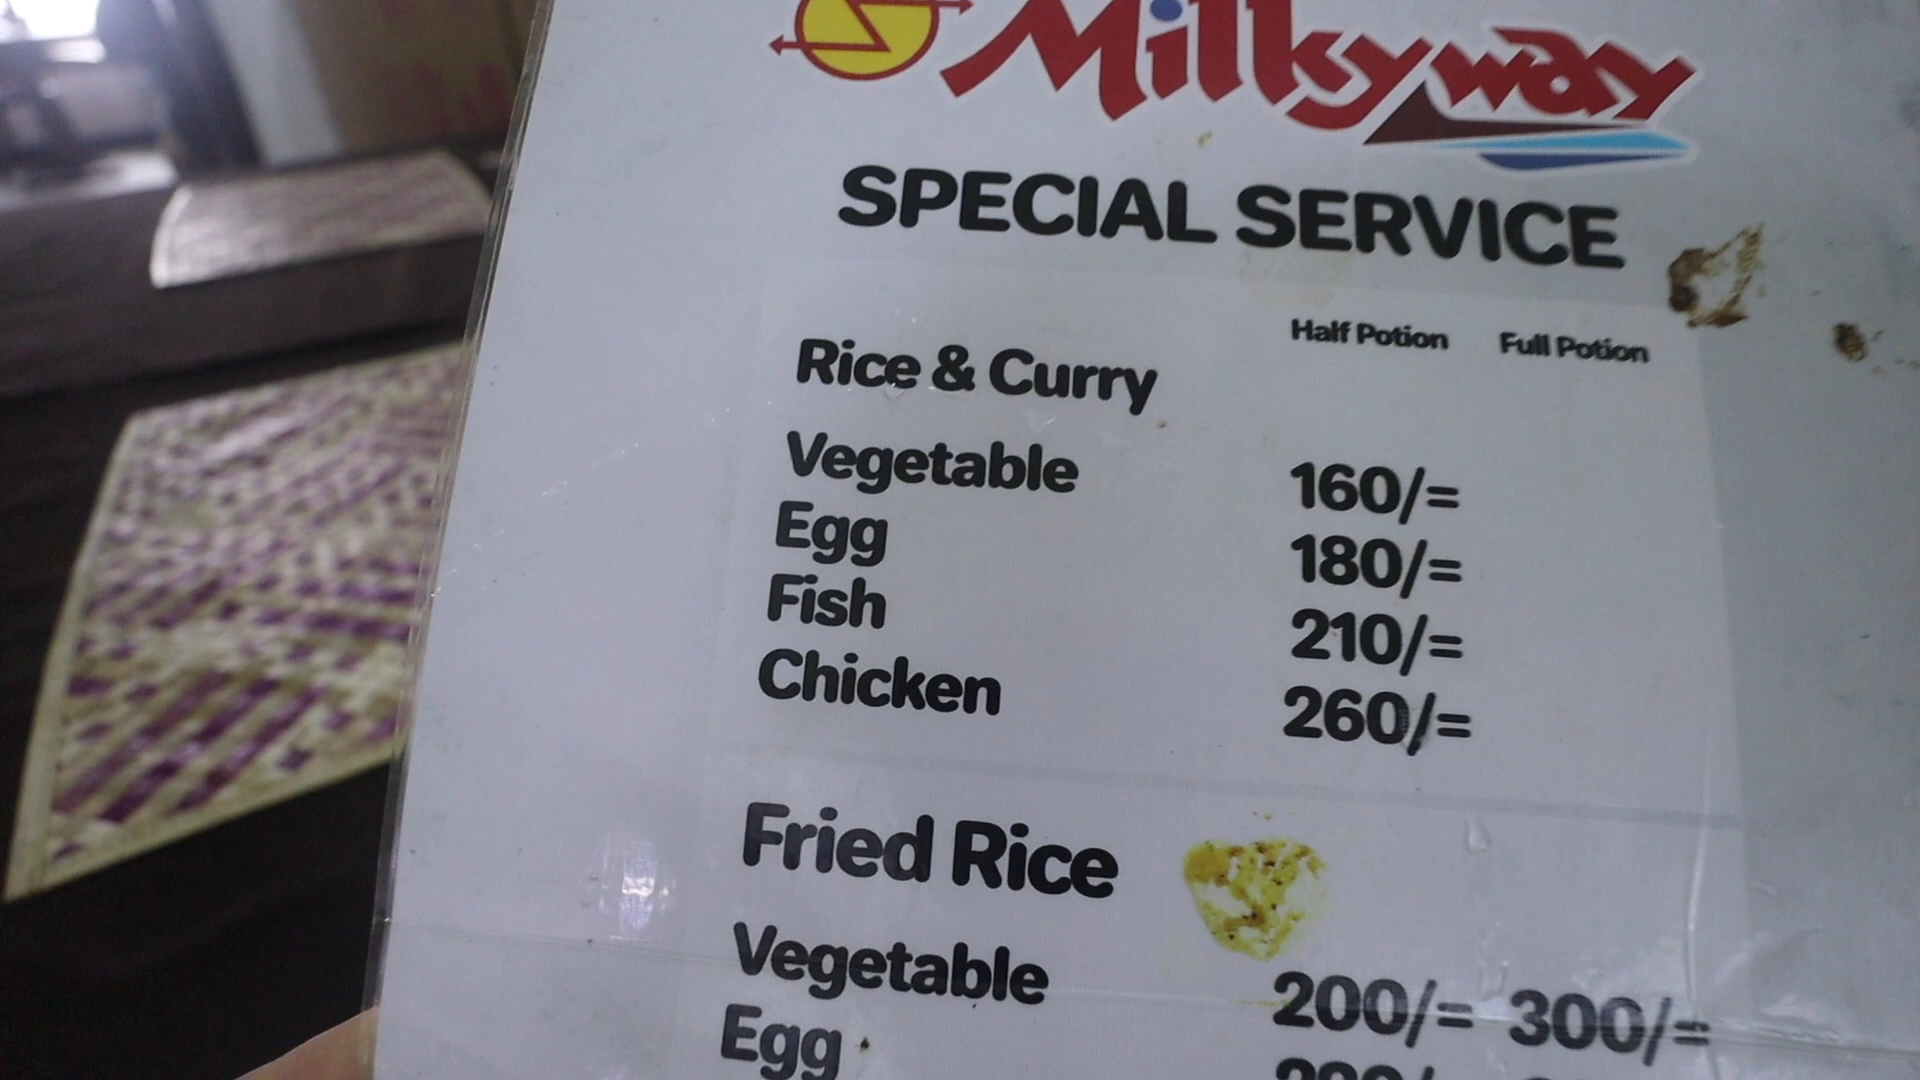 Milkyway
SPECIAL SERVICE
Half Potion Full Potion
Rice & Curry
Vegetable 160/=
Egg 180/=
Fish 210/=
Chicken 260/=
Fried Rice
Vegetable 200/= 300/=
Egg